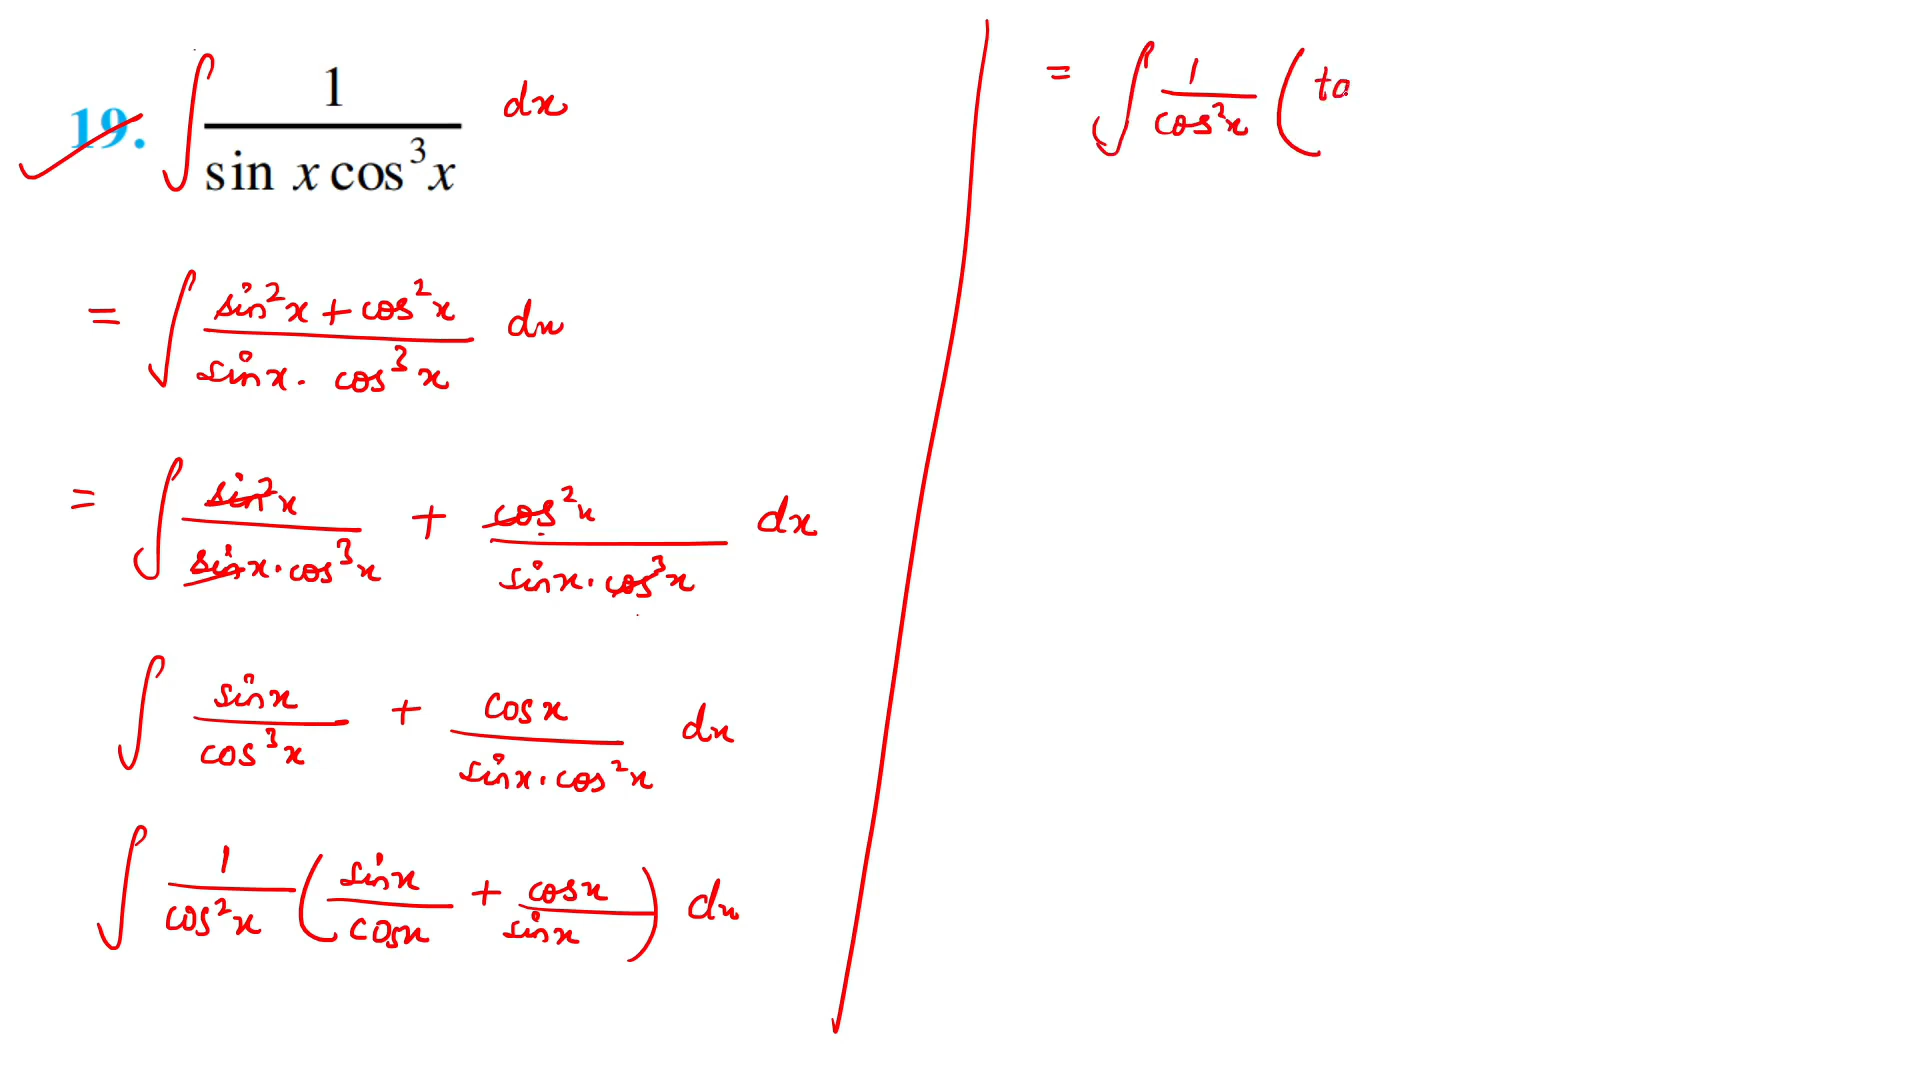 19. ∫ 1/(sin x cos³x) dx
= ∫ (sin²x + cos²x)/(sinx · cos³x) dx
= ∫ sin²x/(sinx · cos³x) + cos²x/(sinx · cos³x) dx
∫ sinx/cos³x + cosx/(sinx · cos²x) dx
∫ 1/cos²x (sinx/cosx + cosx/sinx) dx
= ∫ 1/cos²x (ta